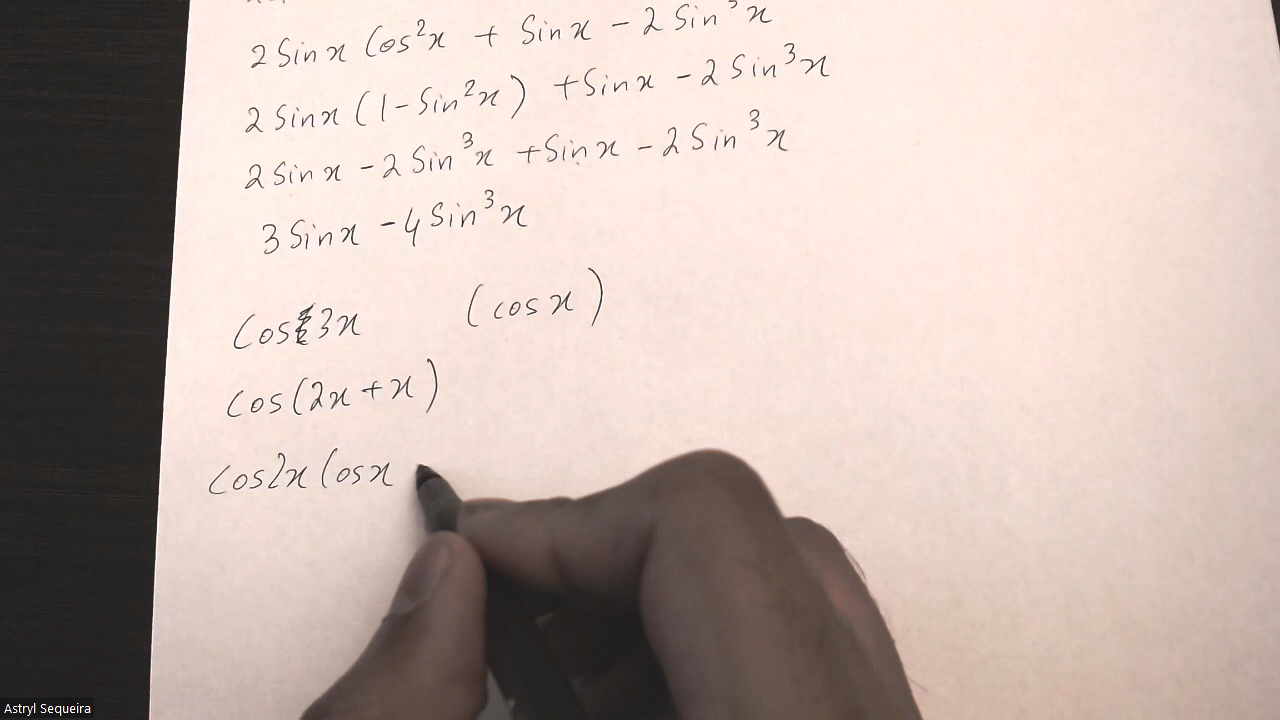 2 Sin x Cos²x + Sin x - 2 Sin³x
2 Sin x (1 - Sin²x) + Sin x - 2 Sin³x
2 Sin x - 2 Sin³x + Sin x - 2 Sin³x
3 Sin x - 4 Sin³x
Cos 3x (cos x)
Cos (2x + x)
Cos 2x Cos x
Astryl Sequeira